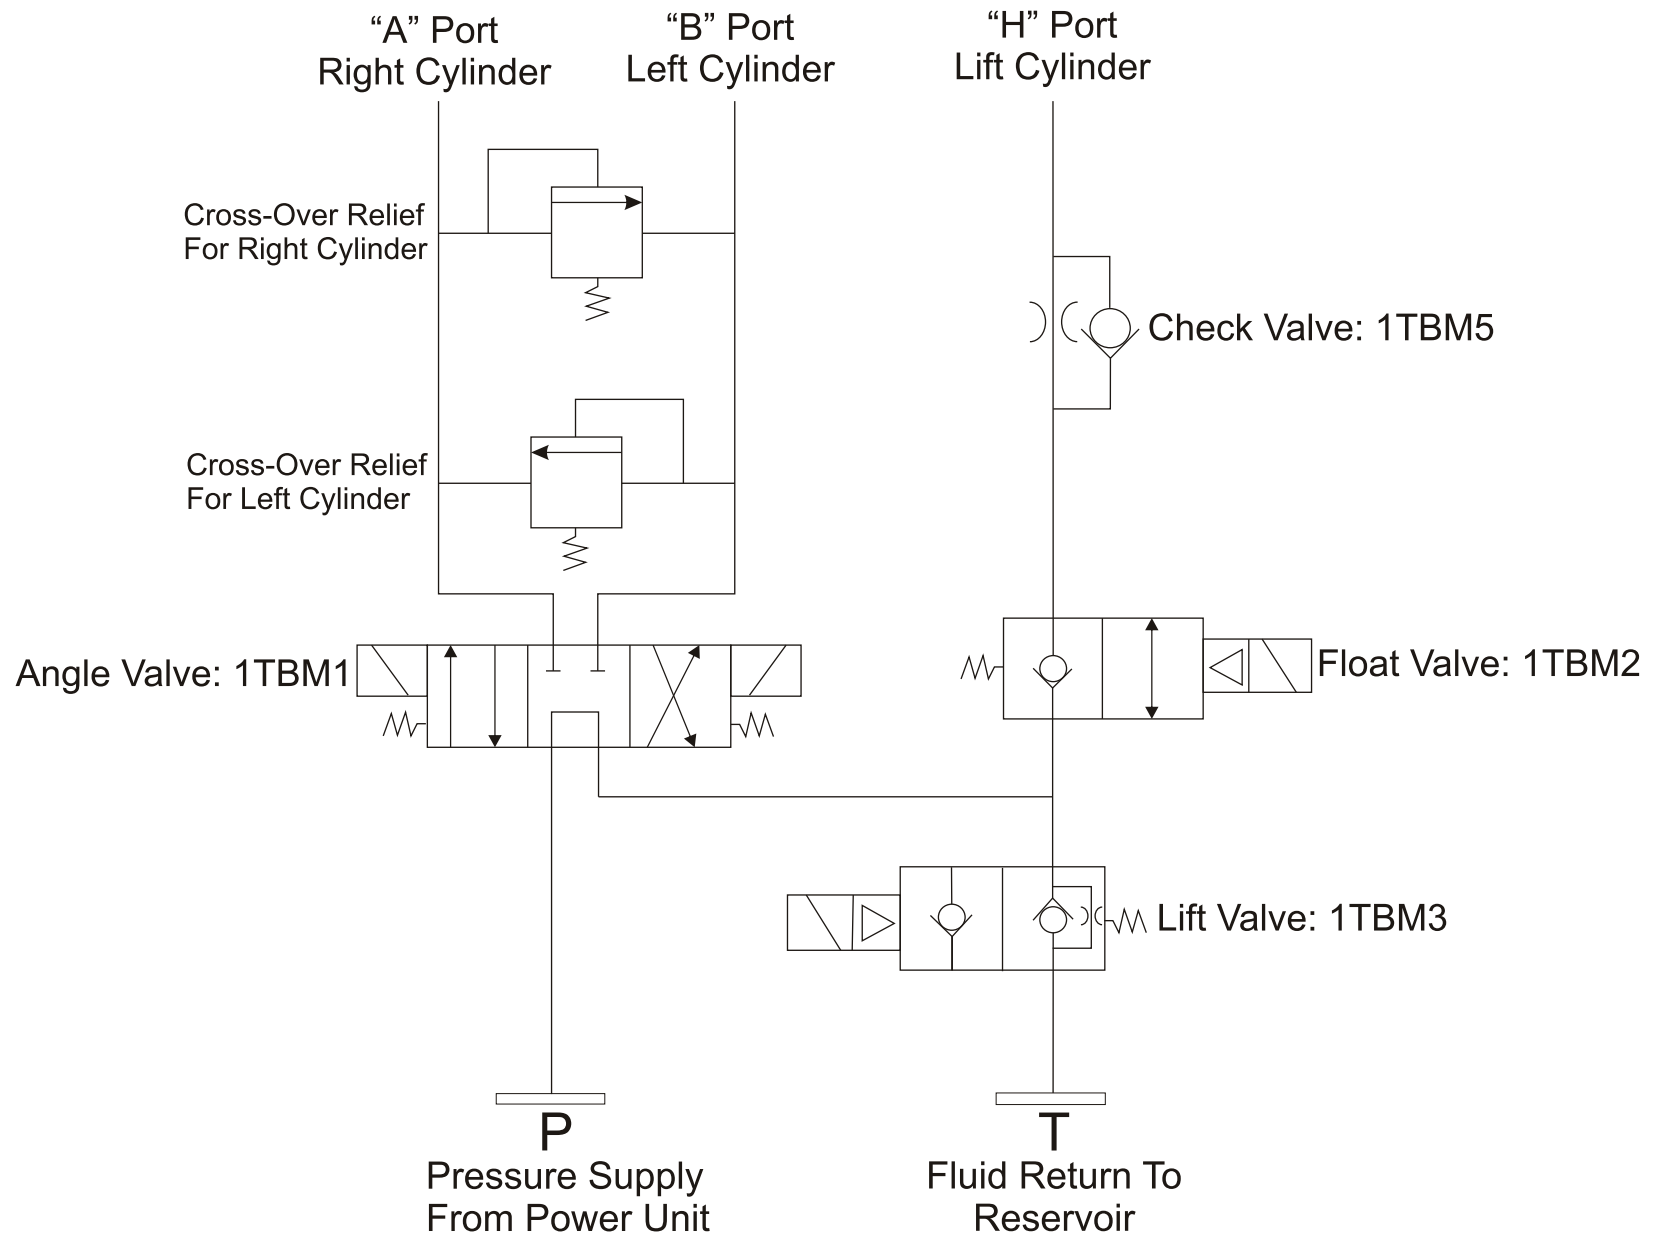 “A” Port
Right Cylinder
“B” Port
Left Cylinder
“H” Port
Lift Cylinder
Cross-Over Relief
For Right Cylinder
Check Valve: 1TBM5
Cross-Over Relief
For Left Cylinder
Angle Valve: 1TBM1
Float Valve: 1TBM2
Lift Valve: 1TBM3
P
Pressure Supply
From Power Unit
T
Fluid Return To
Reservoir